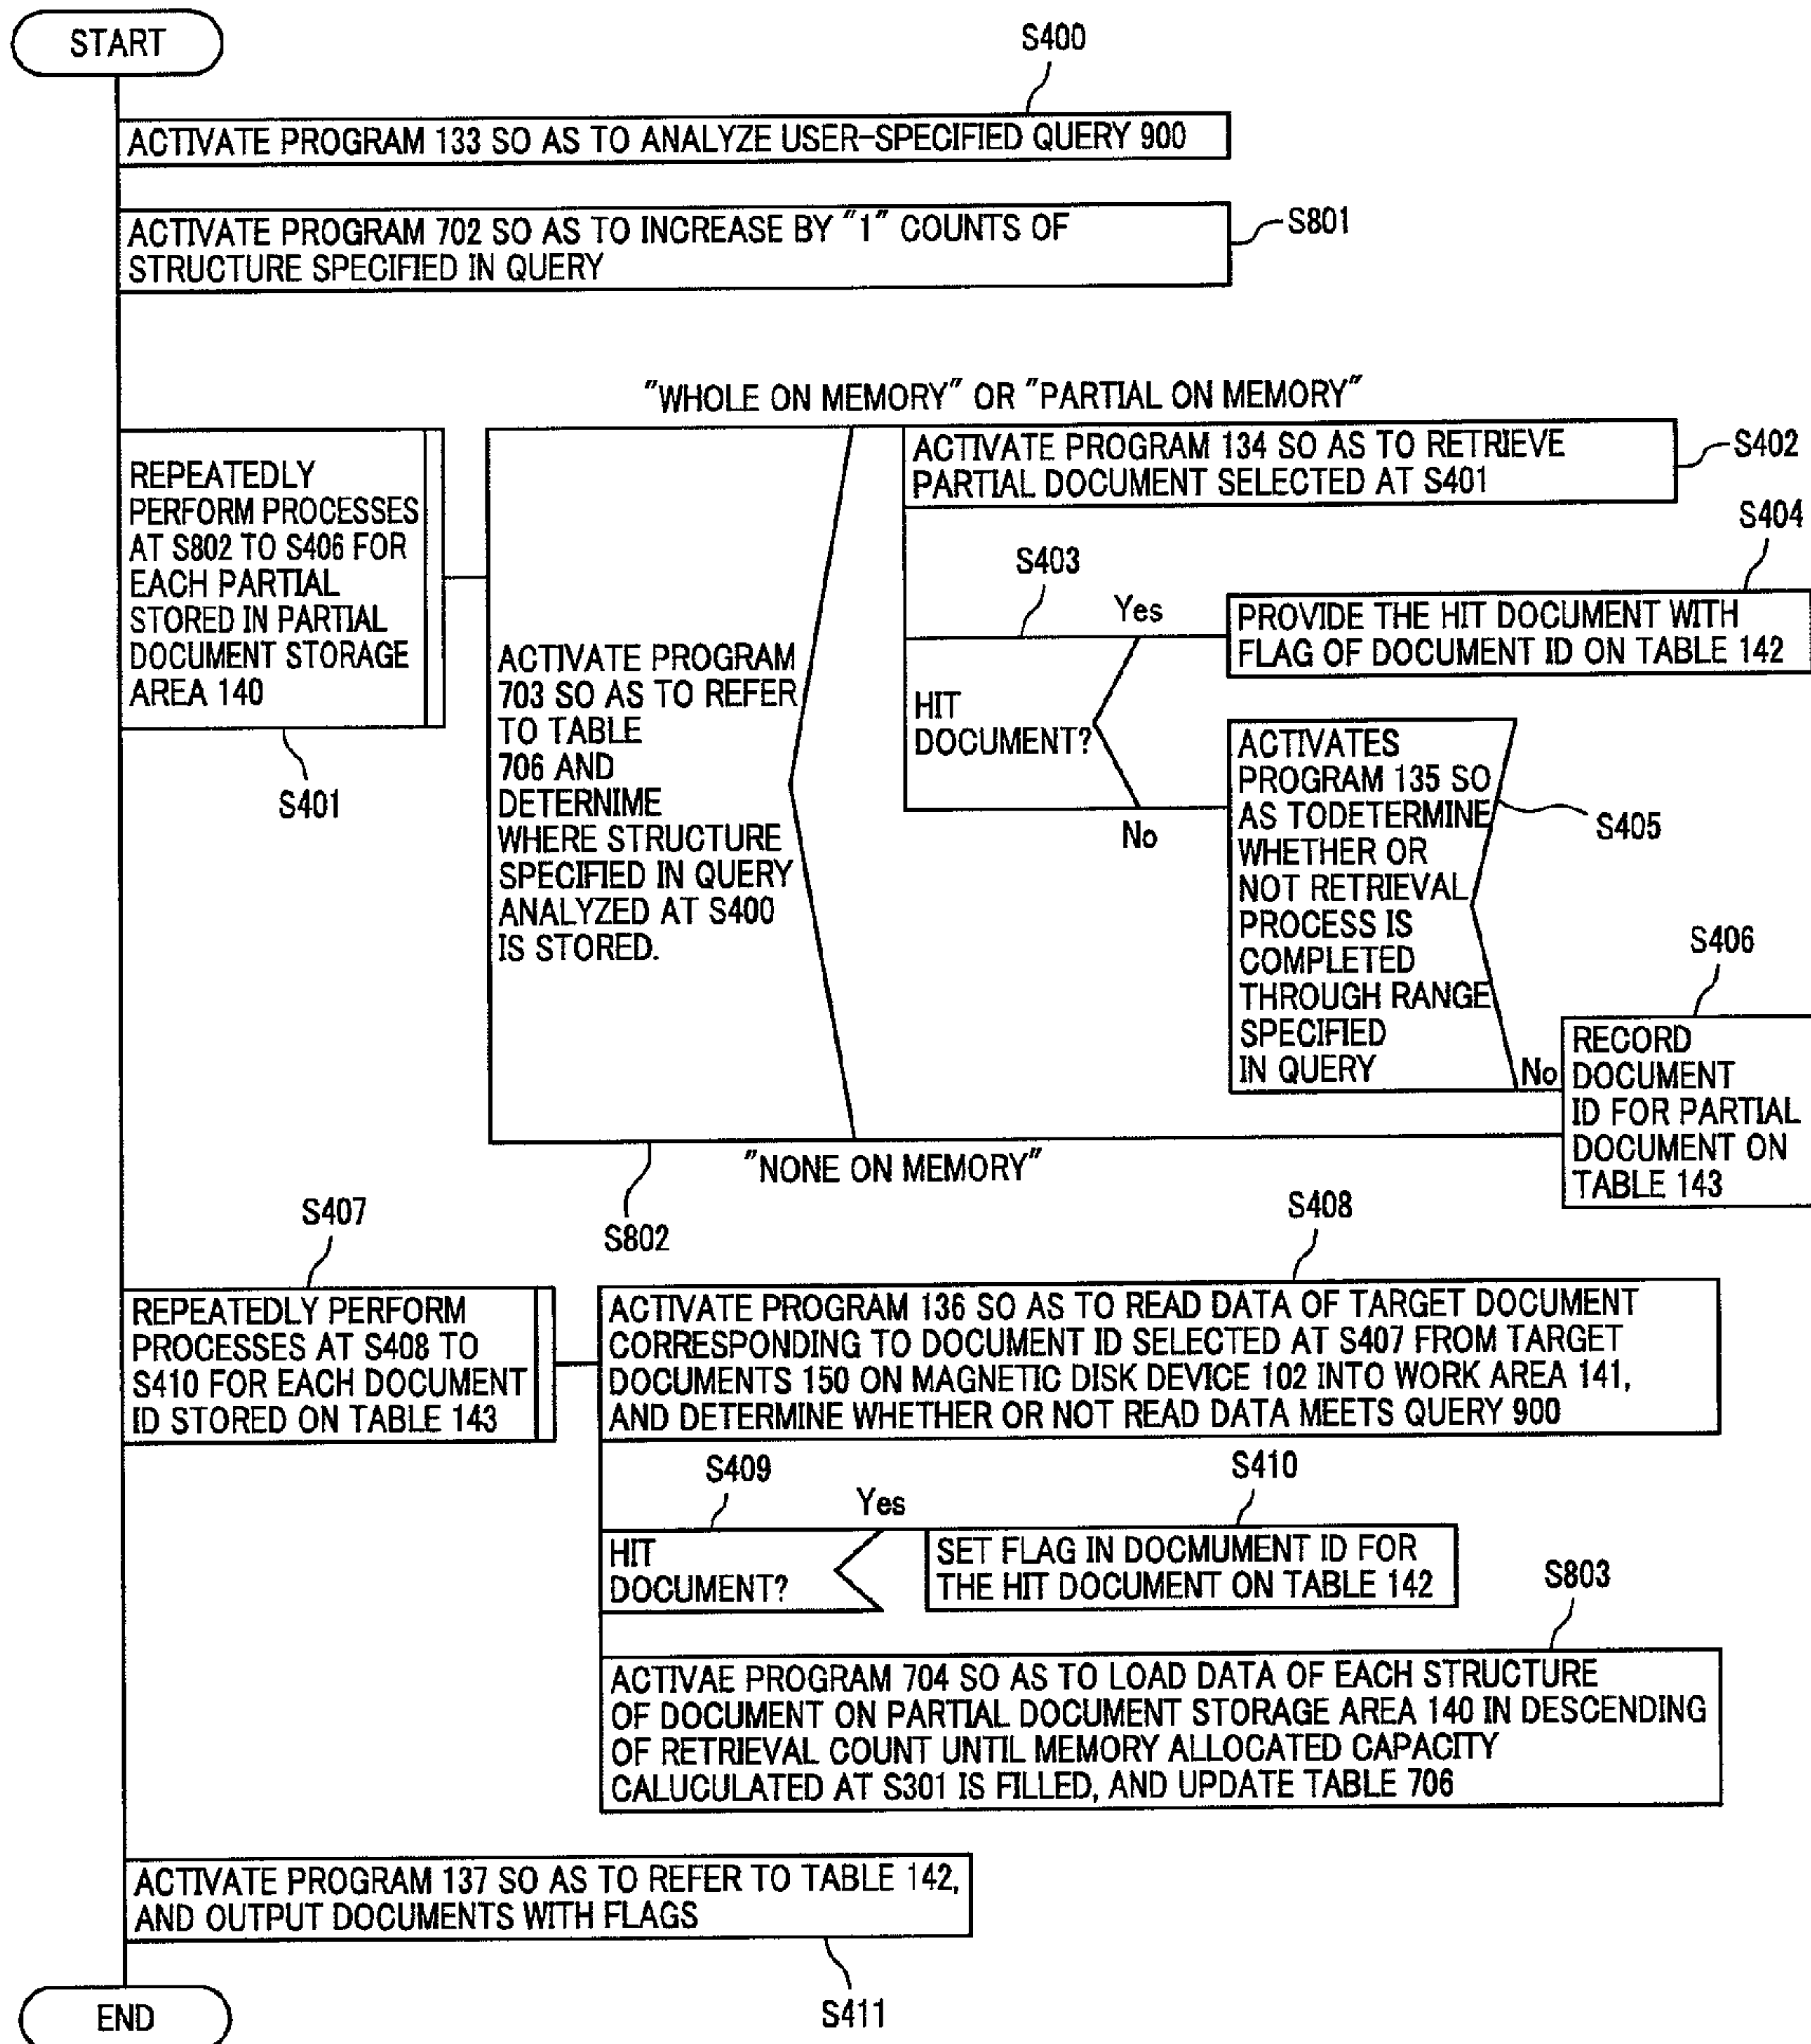 START
S400
ACTIVATE PROGRAM 133 SO AS TO ANALYZE USER-SPECIFIED QUERY 900
ACTIVATE PROGRAM 702 SO AS TO INCREASE BY "1" COUNTS OF
STRUCTURE SPECIFIED IN QUERY
S801
"WHOLE ON MEMORY" OR "PARTIAL ON MEMORY"
REPEATEDLY
PERFORM PROCESSES
AT S802 TO S406 FOR
EACH PARTIAL
STORED IN PARTIAL
DOCUMENT STORAGE
AREA 140
S401
ACTIVATE PROGRAM
703 SO AS TO REFER
TO TABLE
706 AND
DETERNIME
WHERE STRUCTURE
SPECIFIED IN QUERY
ANALYZED AT S400
IS STORED.
ACTIVATE PROGRAM 134 SO AS TO RETRIEVE
PARTIAL DOCUMENT SELECTED AT S401
S402
S404
S403
Yes
PROVIDE THE HIT DOCUMENT WITH
FLAG OF DOCUMENT ID ON TABLE 142
HIT
DOCUMENT?
No
ACTIVATES
PROGRAM 135 SO
AS TODETERMINE
WHETHER OR
NOT RETRIEVAL
PROCESS IS
COMPLETED
THROUGH RANGE
SPECIFIED
IN QUERY
S405
S406
No
RECORD
DOCUMENT
ID FOR PARTIAL
DOCUMENT ON
TABLE 143
"NONE ON MEMORY"
S802
S407
REPEATEDLY PERFORM
PROCESSES AT S408 TO
S410 FOR EACH DOCUMENT
ID STORED ON TABLE 143
S408
ACTIVATE PROGRAM 136 SO AS TO READ DATA OF TARGET DOCUMENT
CORRESPONDING TO DOCUMENT ID SELECTED AT S407 FROM TARGET
DOCUMENTS 150 ON MAGNETIC DISK DEVICE 102 INTO WORK AREA 141,
AND DETERMINE WHETHER OR NOT READ DATA MEETS QUERY 900
S409
Yes
S410
HIT
DOCUMENT?
SET FLAG IN DOCMUMENT ID FOR
THE HIT DOCUMENT ON TABLE 142
S803
ACTIVAE PROGRAM 704 SO AS TO LOAD DATA OF EACH STRUCTURE
OF DOCUMENT ON PARTIAL DOCUMENT STORAGE AREA 140 IN DESCENDING
OF RETRIEVAL COUNT UNTIL MEMORY ALLOCATED CAPACITY
CALUCULATED AT S301 IS FILLED, AND UPDATE TABLE 706
ACTIVATE PROGRAM 137 SO AS TO REFER TO TABLE 142,
AND OUTPUT DOCUMENTS WITH FLAGS
S411
END